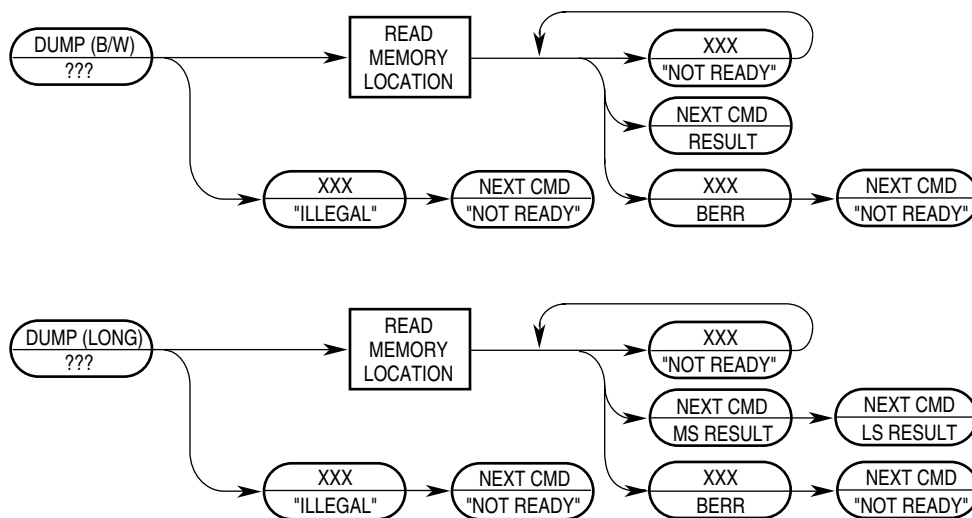 DUMP (B/W)
???
READ
MEMORY
LOCATION
XXX
"NOT READY"
NEXT CMD
RESULT
XXX
"ILLEGAL"
NEXT CMD
"NOT READY"
XXX
BERR
NEXT CMD
"NOT READY"
DUMP (LONG)
???
READ
MEMORY
LOCATION
XXX
"NOT READY"
NEXT CMD
MS RESULT
NEXT CMD
LS RESULT
XXX
"ILLEGAL"
NEXT CMD
"NOT READY"
XXX
BERR
NEXT CMD
"NOT READY"